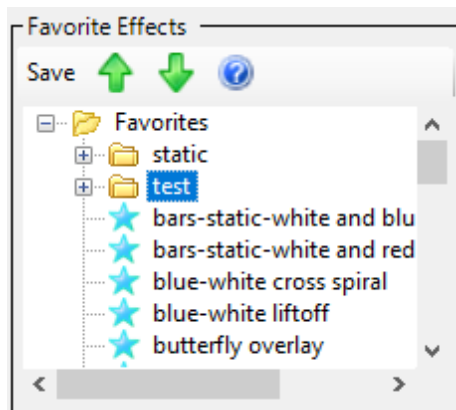 Favorite Effects
Save
Favorites
static
test
bars-static-white and blu
bars-static-white and red
blue-white cross spiral
blue-white liftoff
butterfly overlay